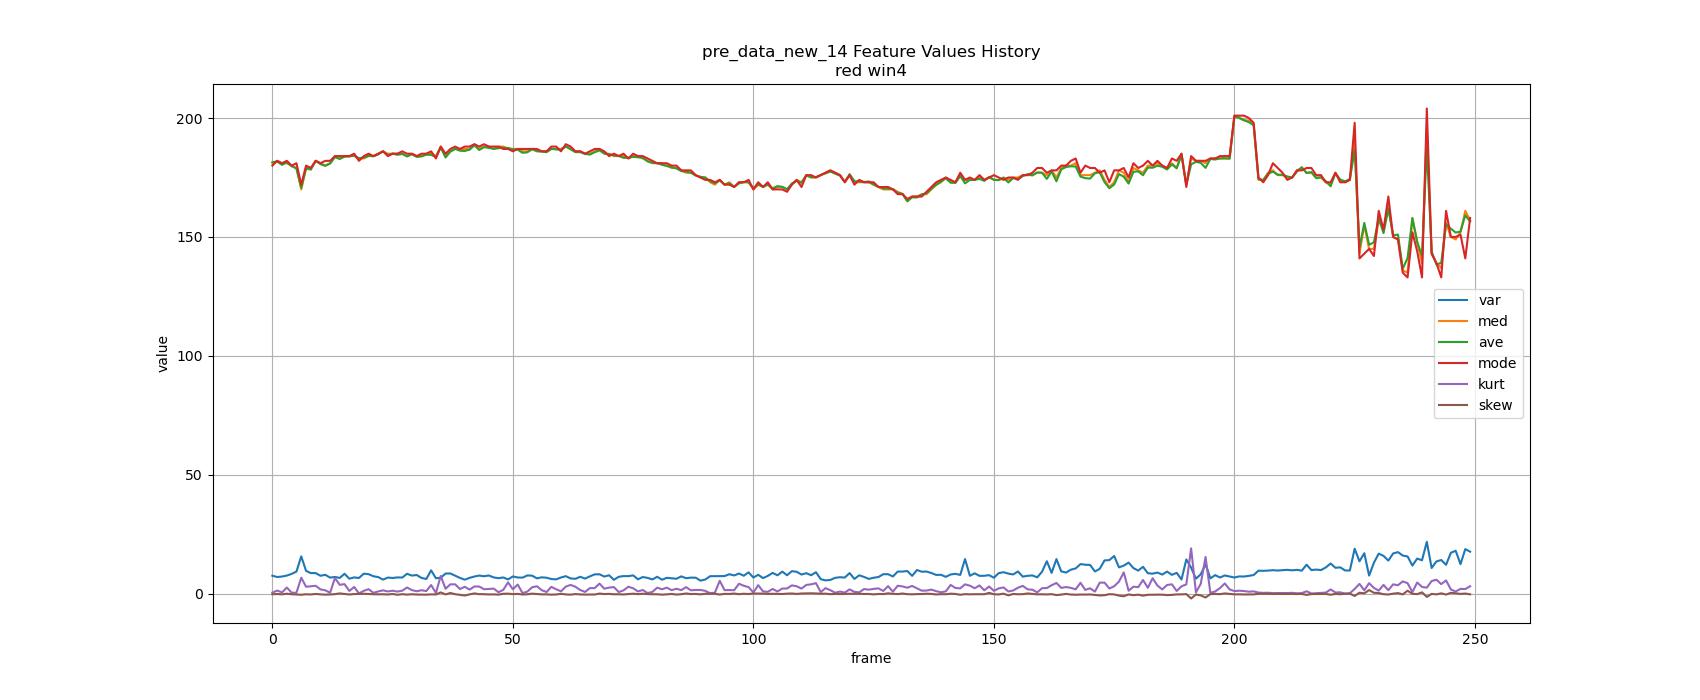 pre_data_new_14 Feature Values History
red win4
value
200
150
100
50
0
var
med
ave
mode
kurt
skew
0
50
100
150
200
250
frame